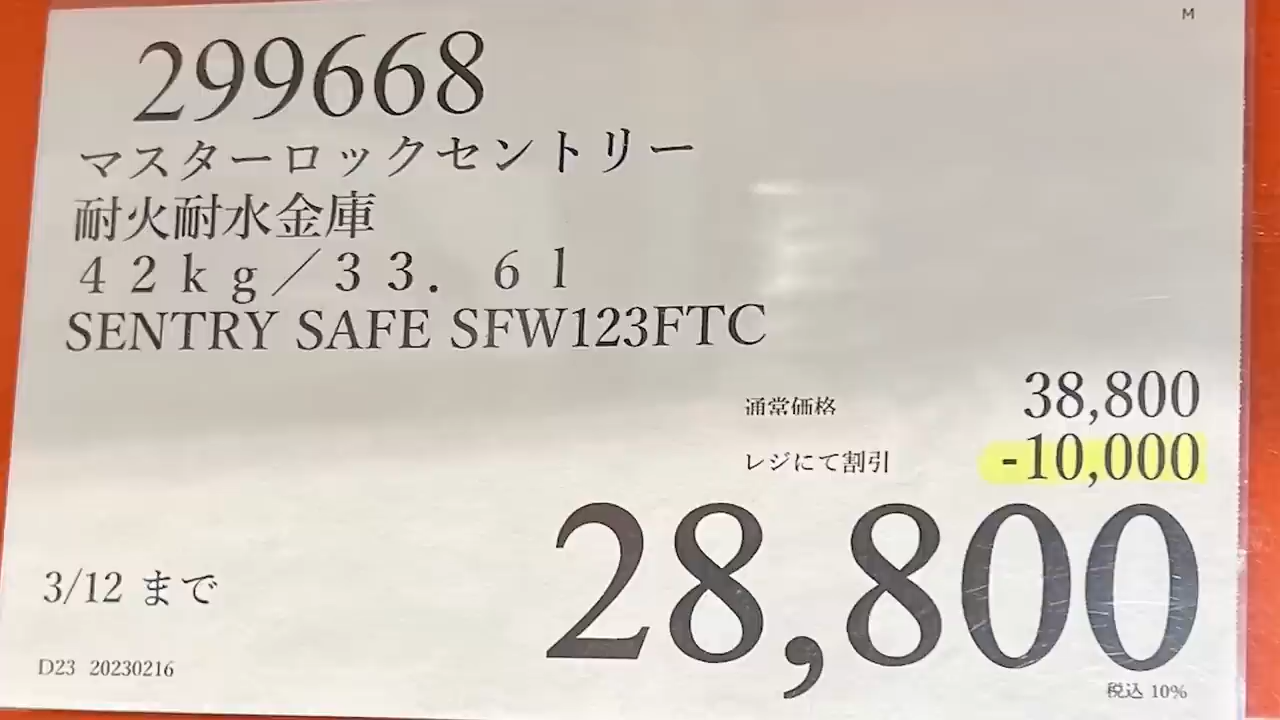 M
299668
マスターロックセントリー
耐火耐水金庫
42kg/33. 6l
SENTRY SAFE SFW123FTC
通常価格 38,800
レジにて割引 -10,000
28,800
3/12 まで
D23 20230216
税込 10%